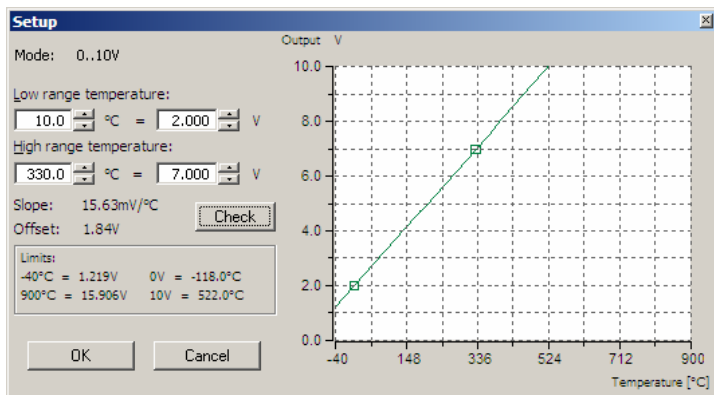 Setup
Mode: 0..10V
Low range temperature:
10.0 °C = 2.000 V
High range temperature:
330.0 °C = 7.000 V
Slope: 15.63mV/°C
Offset: 1.84V
Check
Limits:
-40°C = 1.219V 0V = -118.0°C
900°C = 15.906V 10V = 522.0°C
OK Cancel
Output V
10.0
8.0
6.0
4.0
2.0
0.0
-40 148 336 524 712 900
Temperature [°C]